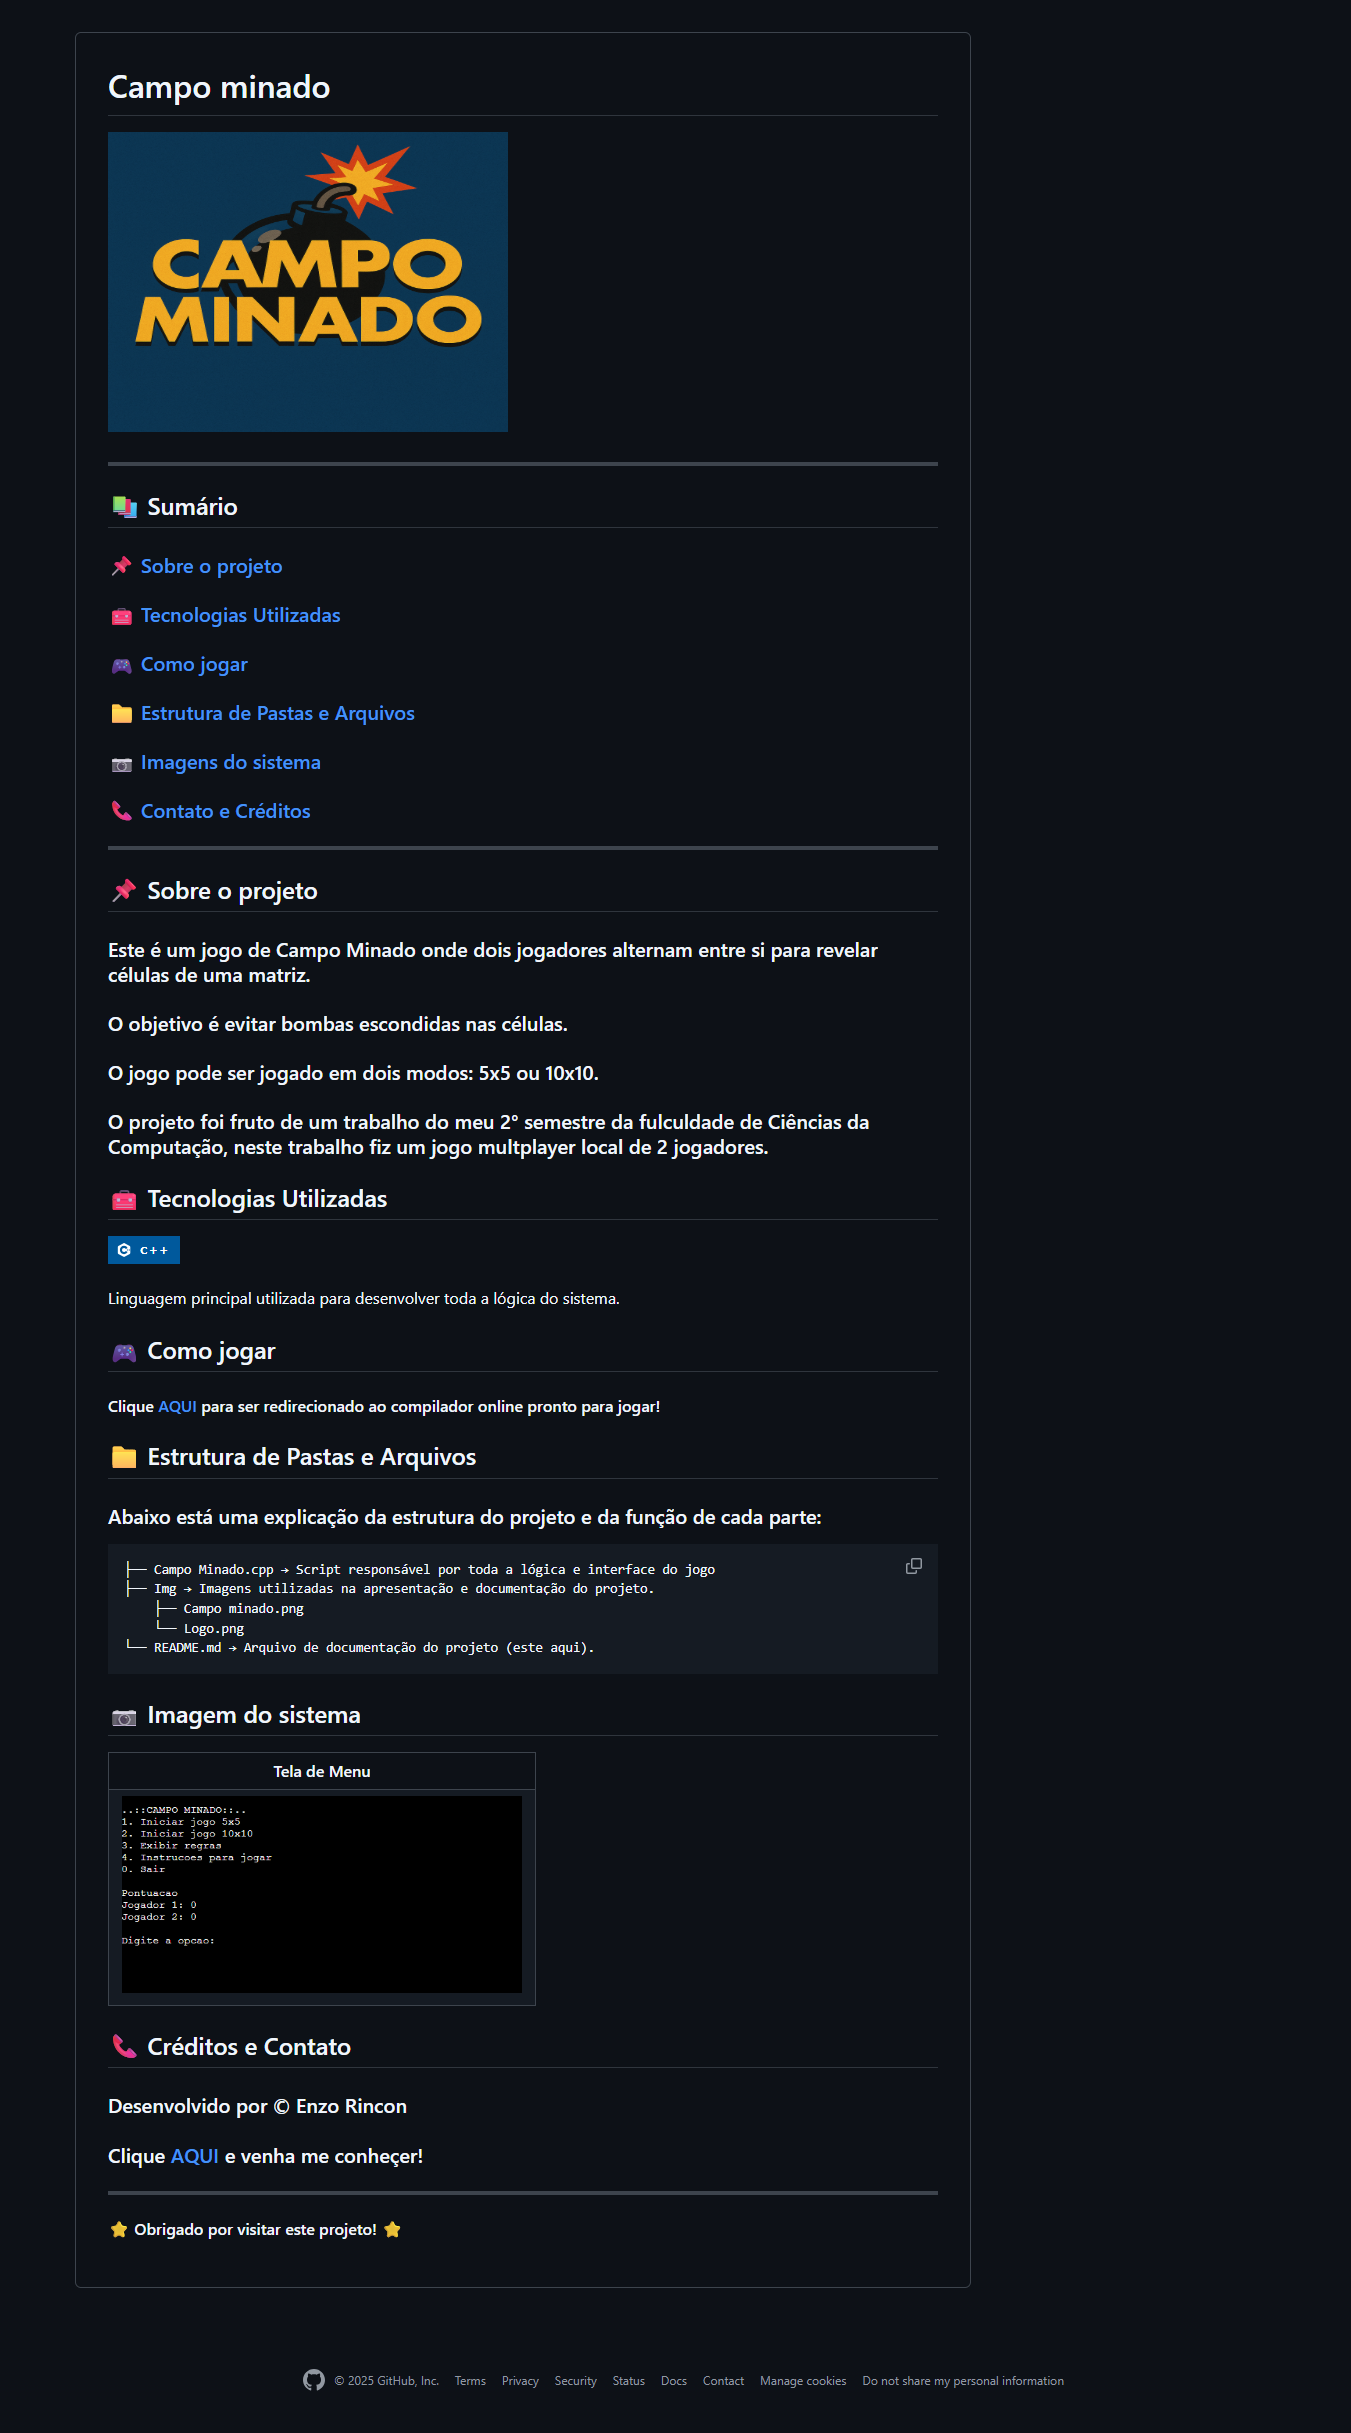 Campo minado
CAMPO
MINADO
Sumário
Sobre o projeto
Tecnologias Utilizadas
Como jogar
Estrutura de Pastas e Arquivos
Imagens do sistema
Contato e Créditos
Sobre o projeto
Este é um jogo de Campo Minado onde dois jogadores alternam entre si para revelar
células de uma matriz.
O objetivo é evitar bombas escondidas nas células.
O jogo pode ser jogado em dois modos: 5x5 ou 10x10.
O projeto foi fruto de um trabalho do meu 2° semestre da fulculdade de Ciências da
Computação, neste trabalho fiz um jogo multplayer local de 2 jogadores.
Tecnologias Utilizadas
C++
Linguagem principal utilizada para desenvolver toda a lógica do sistema.
Como jogar
Clique AQUI para ser redirecionado ao compilador online pronto para jogar!
Estrutura de Pastas e Arquivos
Abaixo está uma explicação da estrutura do projeto e da função de cada parte:
├── Campo Minado.cpp → Script responsável por toda a lógica e interface do jogo
├── Img → Imagens utilizadas na apresentação e documentação do projeto.
    ├── Campo minado.png
    └── Logo.png
└── README.md → Arquivo de documentação do projeto (este aqui).
Imagem do sistema
Tela de Menu
..::CAMPO MINADO::..
1. Iniciar jogo 5x5
2. Iniciar jogo 10x10
3. Exibir regras
4. Instrucoes para jogar
0. Sair
Pontuacao
Jogador 1: 0
Jogador 2: 0
Digite a opcao:
Créditos e Contato
Desenvolvido por © Enzo Rincon
Clique AQUI e venha me conheçer!
Obrigado por visitar este projeto!
© 2025 GitHub, Inc. Terms Privacy Security Status Docs Contact Manage cookies Do not share my personal information